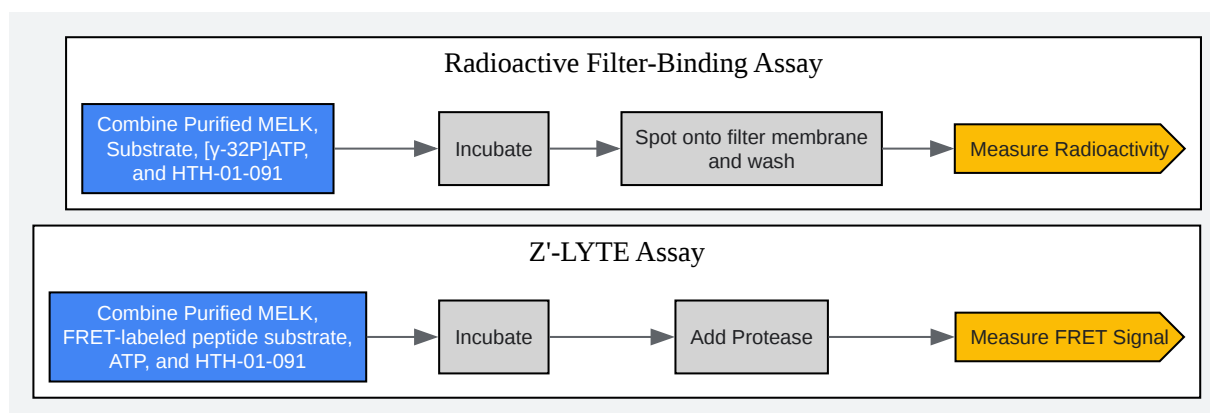 Radioactive Filter-Binding Assay
Combine Purified MELK,
Substrate, [γ-32P]ATP,
and HTH-01-091
Incubate
Spot onto filter membrane
and wash
Measure Radioactivity
Z'-LYTE Assay
Combine Purified MELK,
FRET-labeled peptide substrate,
ATP, and HTH-01-091
Incubate
Add Protease
Measure FRET Signal